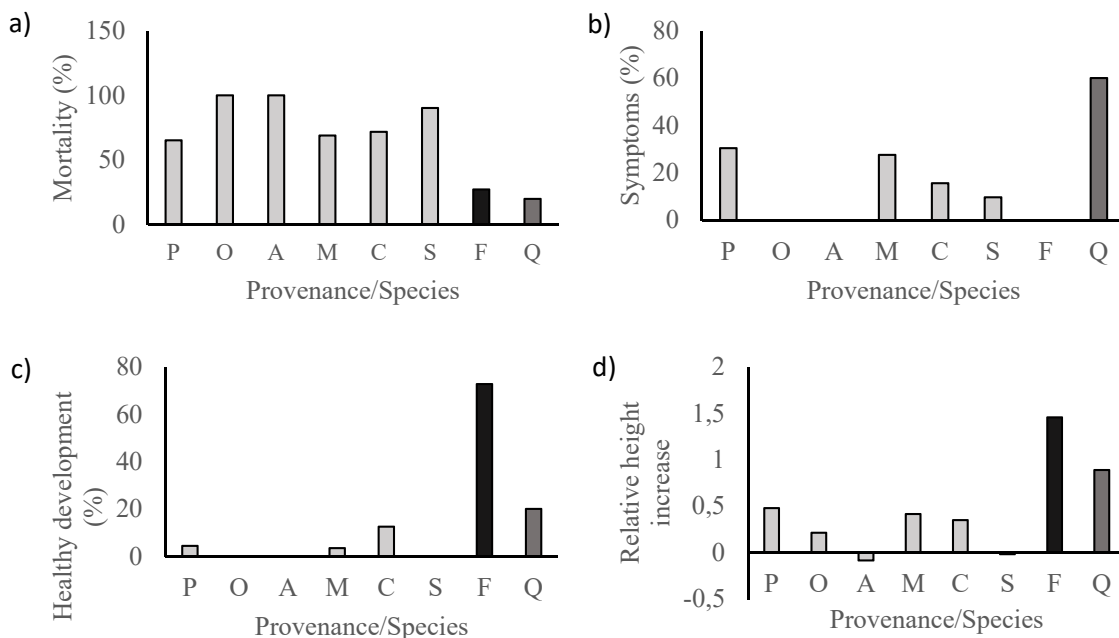 a)
Mortality (%)
150
100
50
0
P O A M C S F Q
Provenance/Species
b)
Symptoms (%)
80
60
40
20
0
P O A M C S F Q
Provenance/Species
c)
Healthy development
(%)
80
60
40
20
0
P O A M C S F Q
Provenance/Species
d)
Relative height
increase
2
1,5
1
0,5
0
-0,5
P O A M C S F Q
Provenance/Species